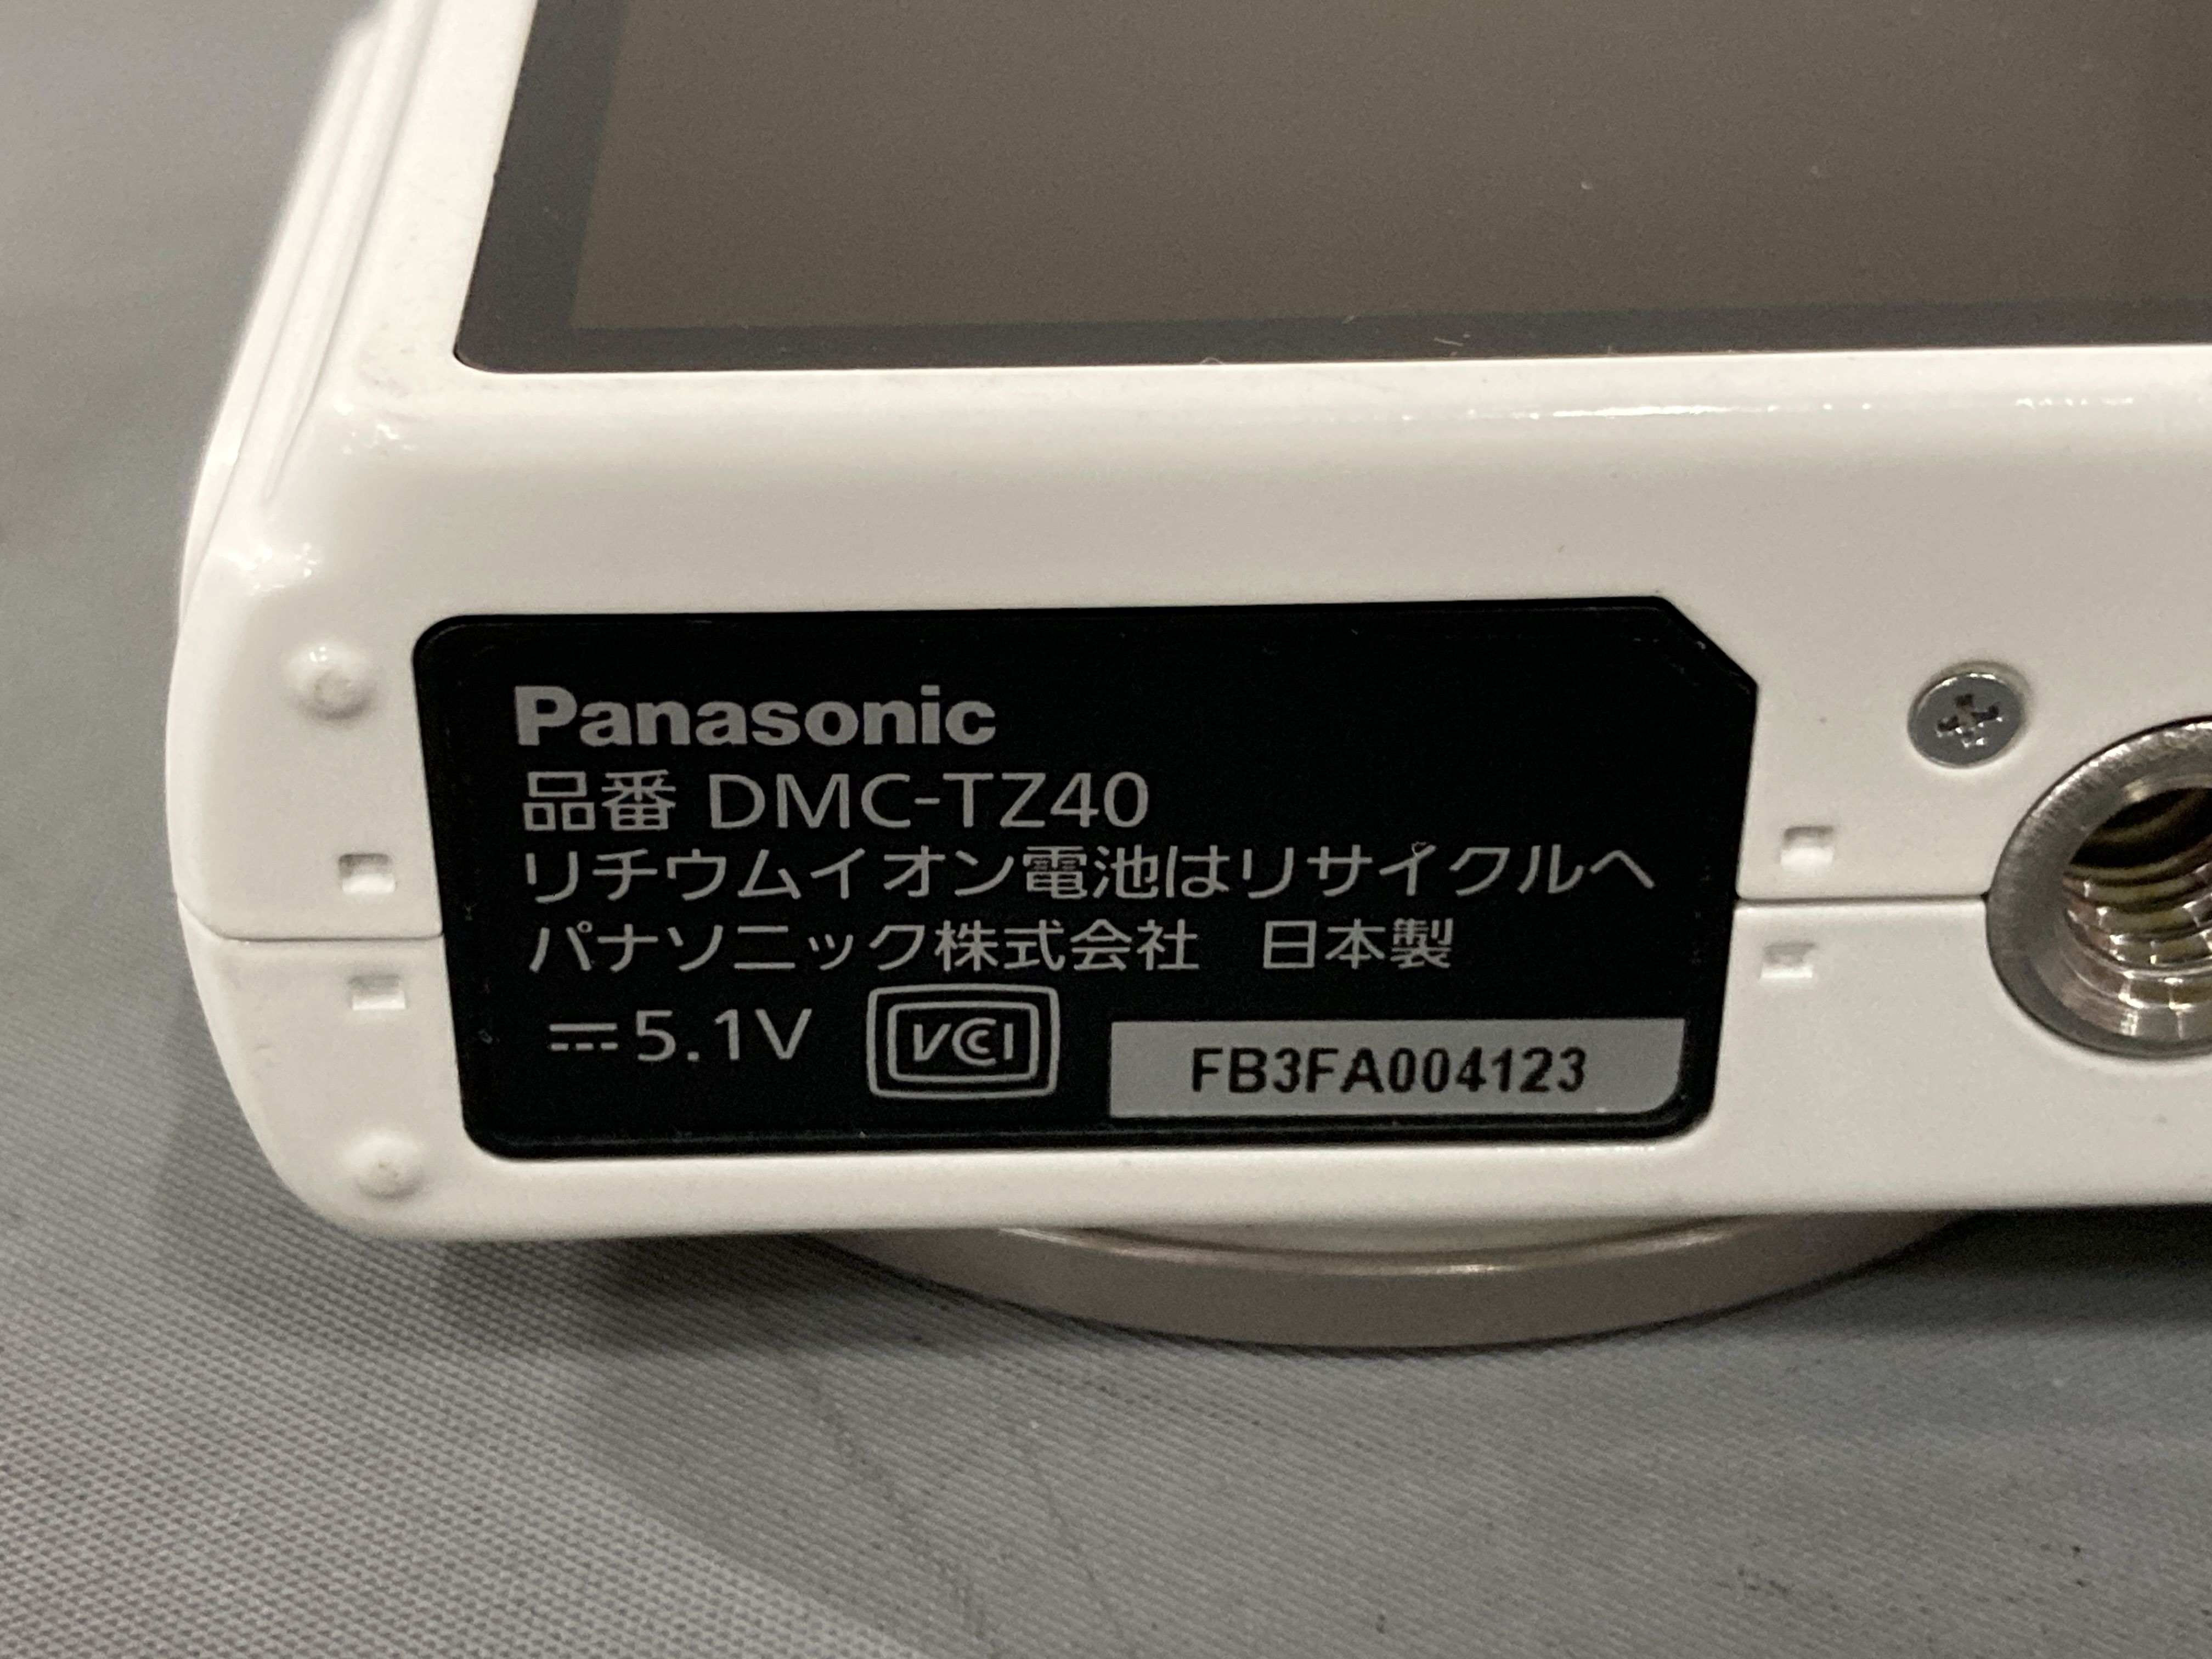 Panasonic
品番 DMC-TZ40
リチウムイオン電池はリサイクルへ
パナソニック株式会社　日本製
⎓5.1V VCCI FB3FA004123